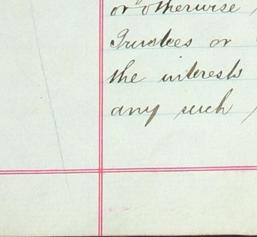 or otherwise
Trustees or
the interests
any such